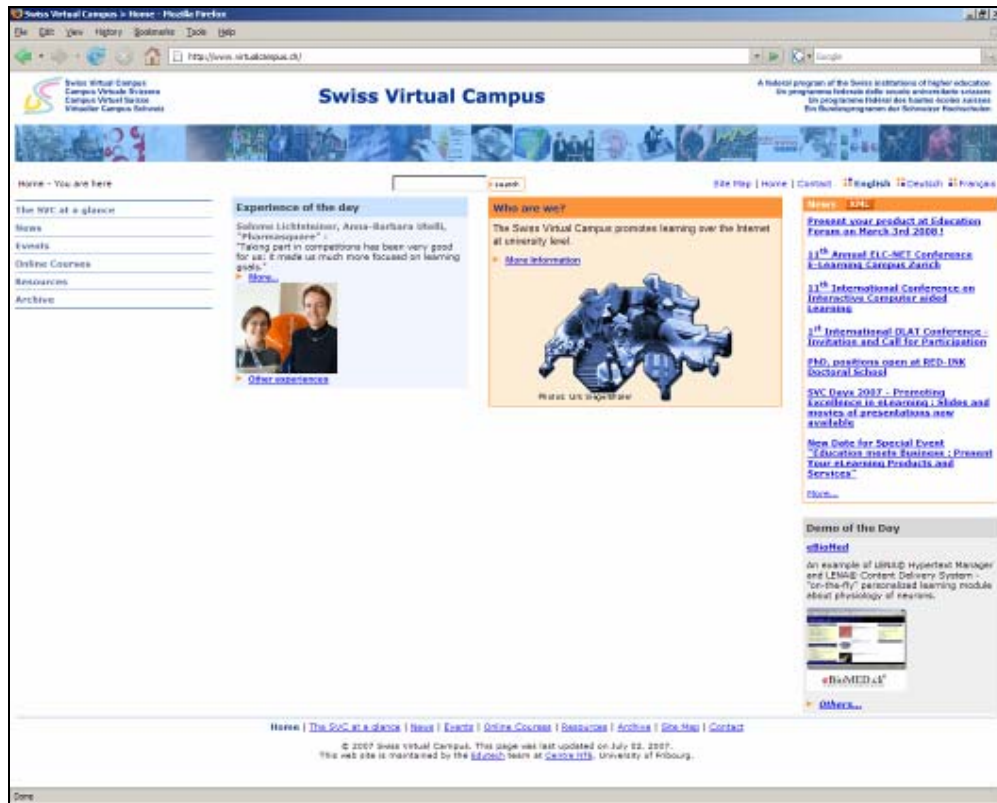 Swiss Virtual Campus > Home - Mozilla Firefox
File Edit View History Bookmarks Tools Help
http://www.virtualcampus.ch/
Google
Swiss Virtual Campus
Campus Virtuale Svizzero
Campus Virtuel Suisse
Virtueller Campus Schweiz
Swiss Virtual Campus
A federal program of the Swiss institutions of higher education
Un programma federale delle scuole universitarie svizzere
Un programme fédéral des hautes écoles suisses
Ein Bundesprogramm der Schweizer Hochschulen
Home - You are here
search
Site Map | Home | Contact
English Deutsch Français
The SVC at a glance
News
Events
Online Courses
Resources
Archive
Experience of the day
Salome Lichtsteiner, Anna-Barbara
"Pharmasquare" :
"Taking part in competitions has been very good
for us: it made us much more focused on learning
goals."
More...
Other experiences
Who are we?
The Swiss Virtual Campus promotes learning over the Internet
at university level.
More Information
Photos: Urs
News XML
Present your product at Education
Forum on March 3rd 2008 !
11th Annual ELC-NET Conference
E-Learning Campus Zurich
11th International Conference on
Interactive Computer aided
Learning
1st International DLAT Conference -
Invitation and Call for Participation
PhD. positions open at RED-INK
Doctoral School
SVC Days 2007 - Promoting
Excellence in eLearning : Slides and
movies of presentations now
available
New Date for Special Event
"Education meets Business : Present
Your eLearning Products and
Services"
More...
Demo of the Day
eBioMed
An example of LENA© Hypertext Manager
and LENA© Content Delivery System -
"on-the-fly" personalized learning module
about physiology of neurons.
eBioMED.ch
Others...
Home | The SVC at a glance | News | Events | Online Courses | Resources | Archive | Site Map | Contact
© 2007 Swiss Virtual Campus. This page was last updated on July 02, 2007.
This web site is maintained by the Edutech team at Centre NTE, University of Fribourg.
Done